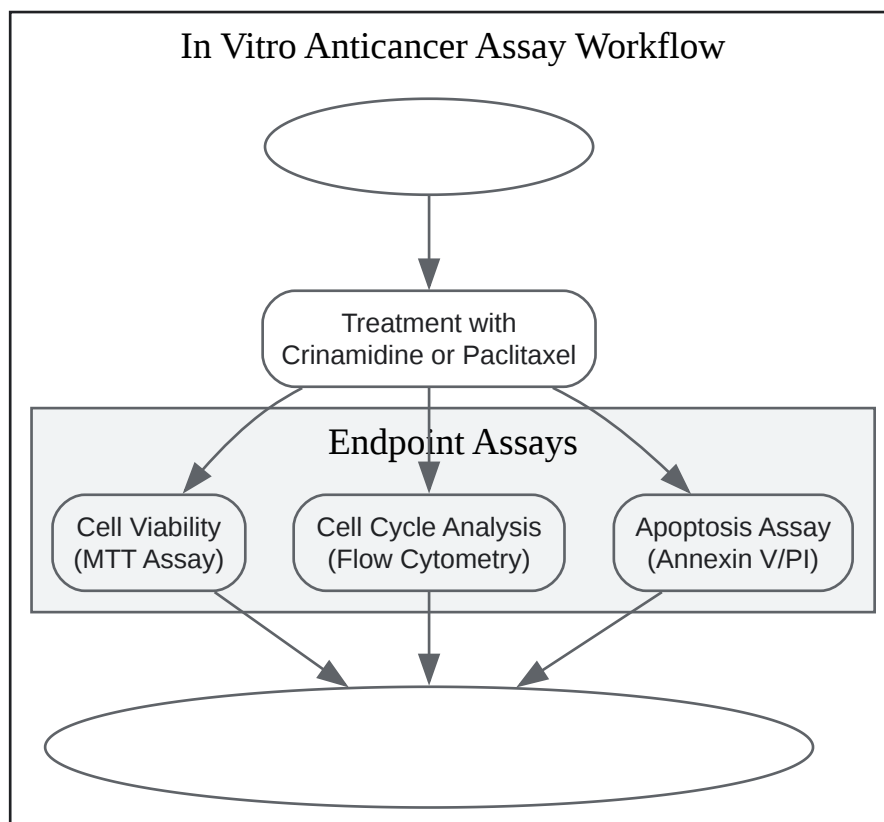 In Vitro Anticancer Assay Workflow
Treatment with
Crinamidine or Paclitaxel
Endpoint Assays
Cell Viability
(MTT Assay)
Cell Cycle Analysis
(Flow Cytometry)
Apoptosis Assay
(Annexin V/PI)